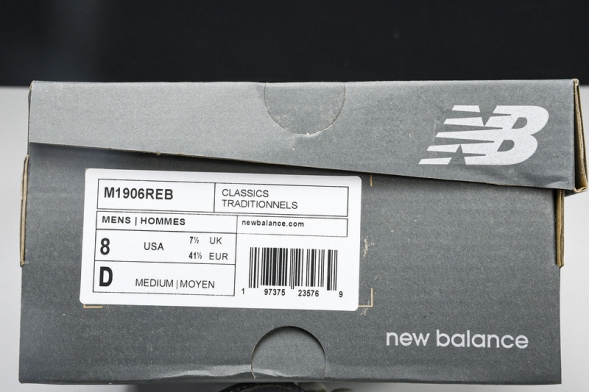 NB
M1906REB
CLASSICS
TRADITIONNELS
MENS | HOMMES
newbalance.com
8 USA 7½ UK
41½ EUR
D MEDIUM | MOYEN
1 97375 23576 9
new balance